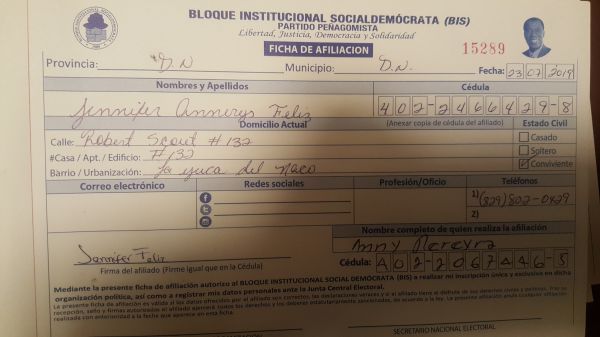 BLOQUE INSTITUCIONAL SOCIALDEMÓCRATA (BIS)
PARTIDO PEÑAGOMISTA
Libertad, Justicia, Democracia y Solidaridad
FICHA DE AFILIACION
15289
Provincia: D.N Municipio: D.N. Fecha: 23 07 2019
Nombres y Apellidos Cédula
Jennifer Annerys Feliz 402-2466429-8
Domicilio Actual (Anexar copia de cédula del afiliado) Estado Civil
Calle: Robert Scout #132 Casado
#Casa / Apt. / Edificio: #132 Soltero
Barrio / Urbanización: La yuca del Naco Conviviente
Correo electrónico Redes sociales Profesión/Oficio Teléfonos
1) (829) 802-0429
2)
Nombre completo de quien realiza la afiliación
Anny Mereyra
Jennifer Feliz Cédula: 402-2067446-5
Firma del afiliado (Firme igual que en la Cédula)
Mediante la presente ficha de afiliación autorizo al BLOQUE INSTITUCIONAL SOCIALDEMÓCRATA (BIS) a realizar mi inscripción única y exclusiva en dicha
organización política, así como a registrar mis datos personales ante la Junta Central Electoral.
SECRETARIO NACIONAL ELECTORAL